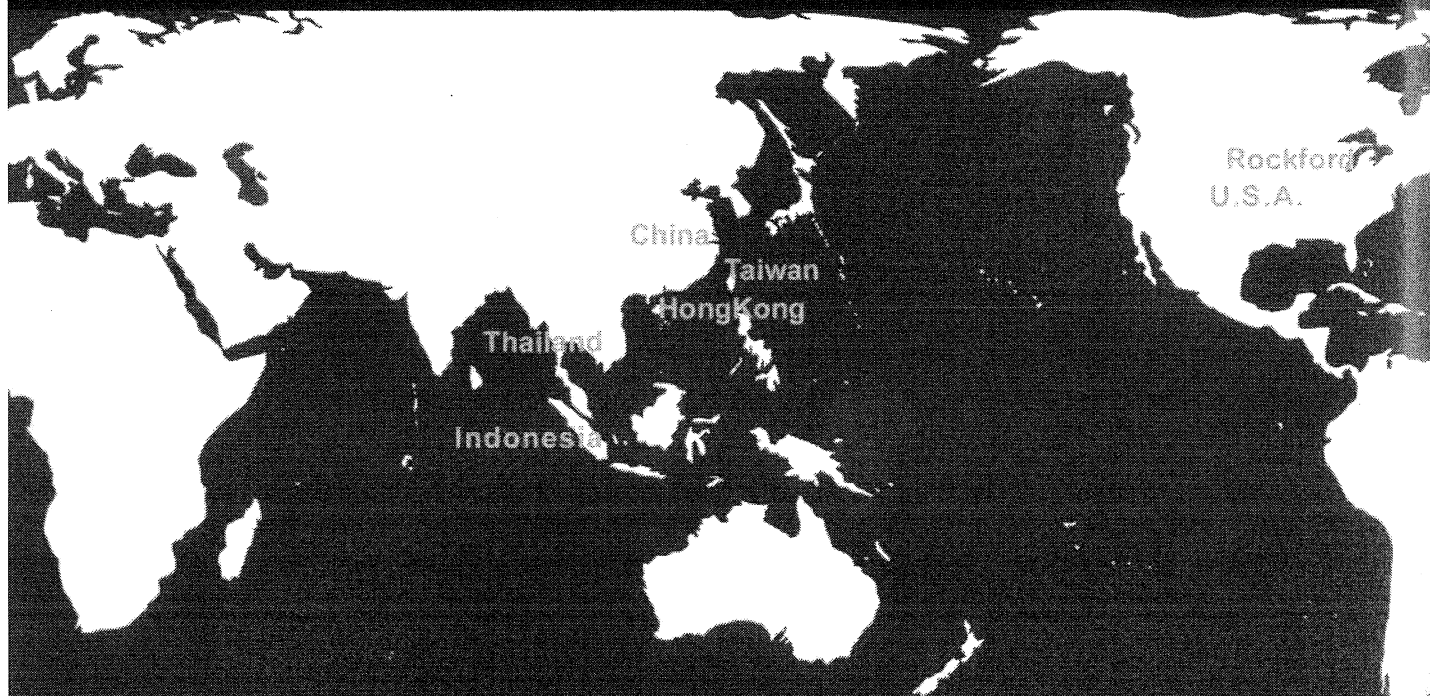 Rockford
U.S.A.
China
Taiwan
HongKong
Thailand
Indonesia